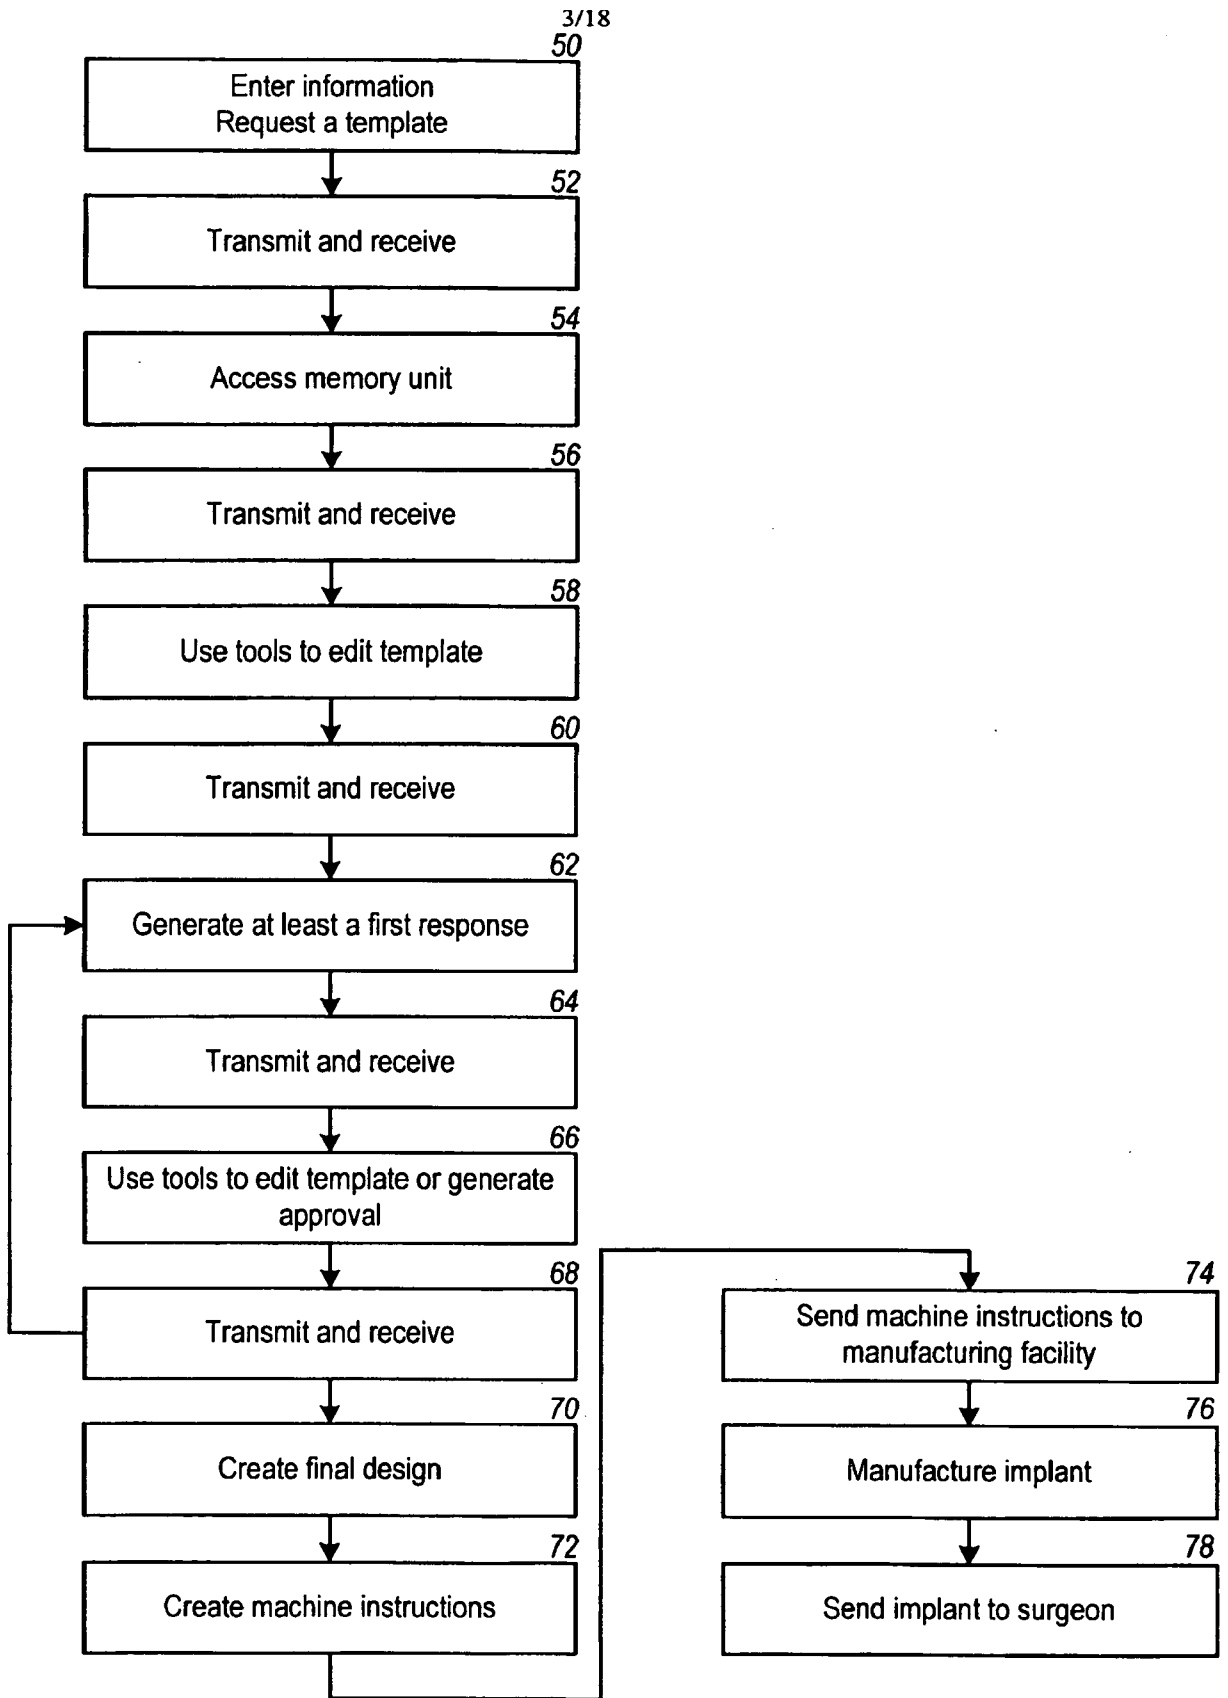 3/18
50
Enter information
Request a template
52
Transmit and receive
54
Access memory unit
56
Transmit and receive
58
Use tools to edit template
60
Transmit and receive
62
Generate at least a first response
64
Transmit and receive
66
Use tools to edit template or generate
approval
68
Transmit and receive
70
Create final design
72
Create machine instructions
74
Send machine instructions to
manufacturing facility
76
Manufacture implant
78
Send implant to surgeon